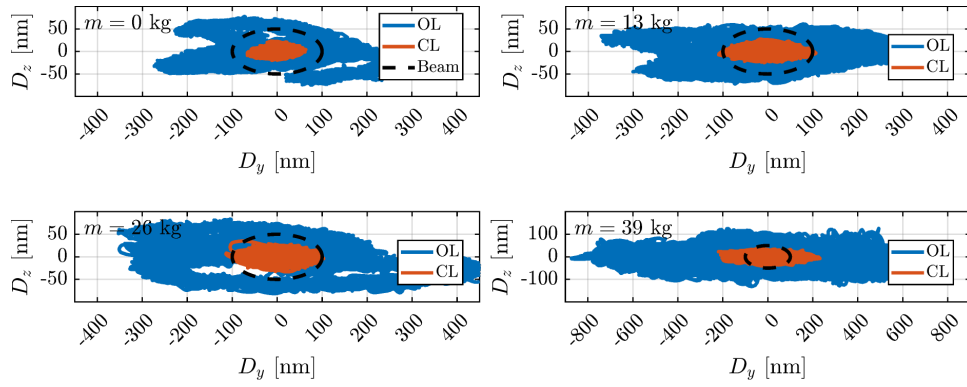 m = 0 kg
OL
CL
Beam
D_z [nm]
50
0
-50
-400
-300
-200
-100
0
100
200
300
400
D_y [nm]
m = 13 kg
OL
CL
D_z [nm]
50
0
-50
-400
-300
-200
-100
0
100
200
300
400
D_y [nm]
m = 26 kg
OL
CL
D_z [nm]
50
0
-50
-400
-300
-200
-100
0
100
200
300
400
D_y [nm]
m = 39 kg
OL
CL
D_z [nm]
100
0
-100
-800
-600
-400
-200
0
200
400
600
800
D_y [nm]